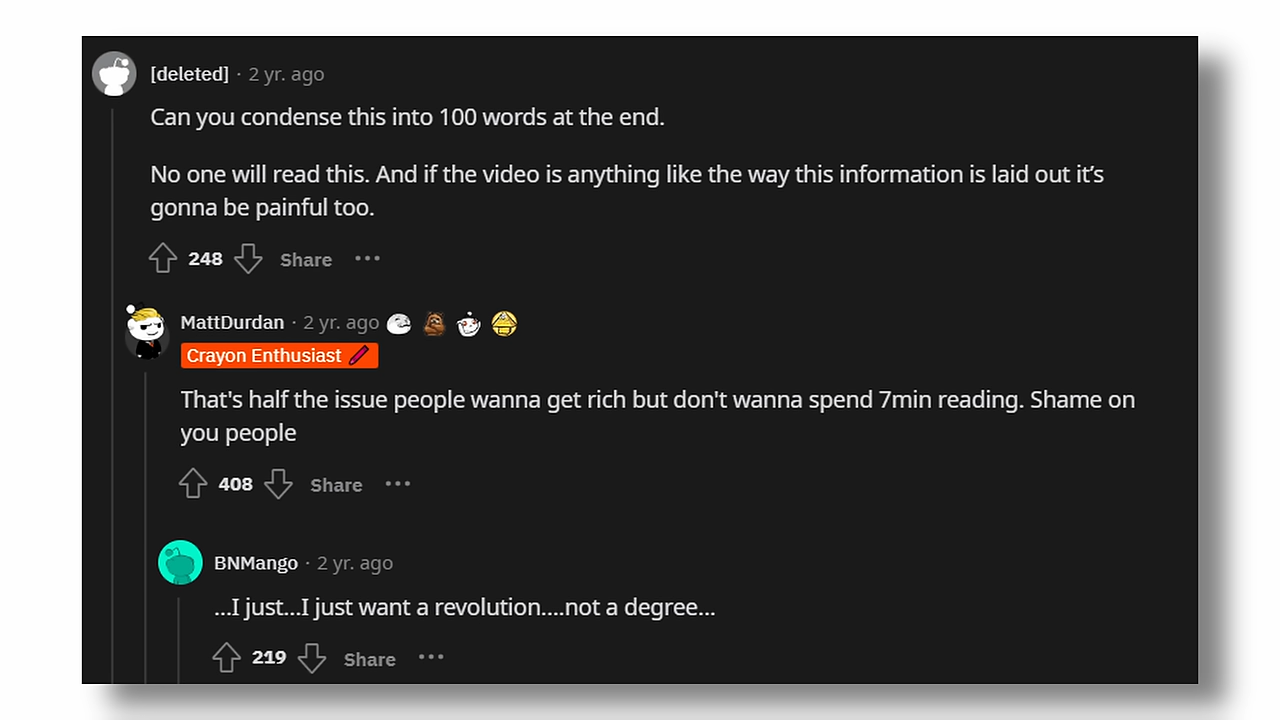 [deleted] · 2 yr. ago
Can you condense this into 100 words at the end.
No one will read this. And if the video is anything like the way this information is laid out it’s
gonna be painful too.
248 Share ...
MattDurdan · 2 yr. ago
Crayon Enthusiast
That's half the issue people wanna get rich but don't wanna spend 7min reading. Shame on
you people
408 Share ...
BNMango · 2 yr. ago
...I just...I just want a revolution....not a degree...
219 Share ...